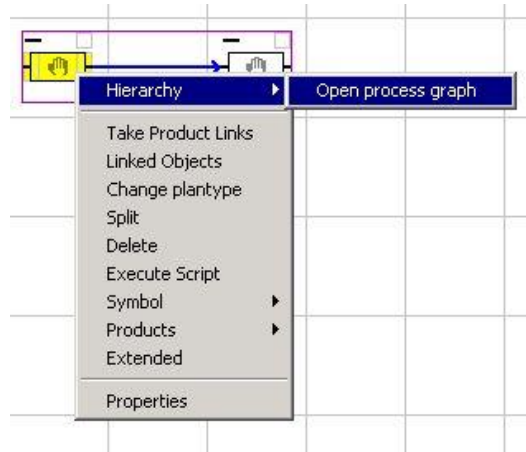 Hierarchy
Open process graph
Take Product Links
Linked Objects
Change plantype
Split
Delete
Execute Script
Symbol
Products
Extended
Properties